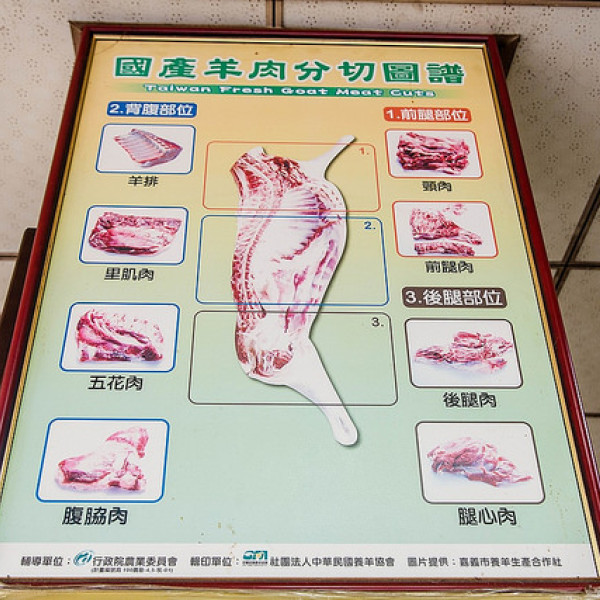 國產羊肉分切圖譜
Taiwan Fresh Goat Meat Cuts
2.背腹部位
羊排
里肌肉
五花肉
腹脇肉
1.
2.
3.
1.前腿部位
頸肉
前腿肉
3.後腿部位
後腿肉
腿心肉
輔導單位：行政院農業委員會 輯印單位：社團法人中華民國養羊協會 圖片提供：嘉義市養羊生產合作社